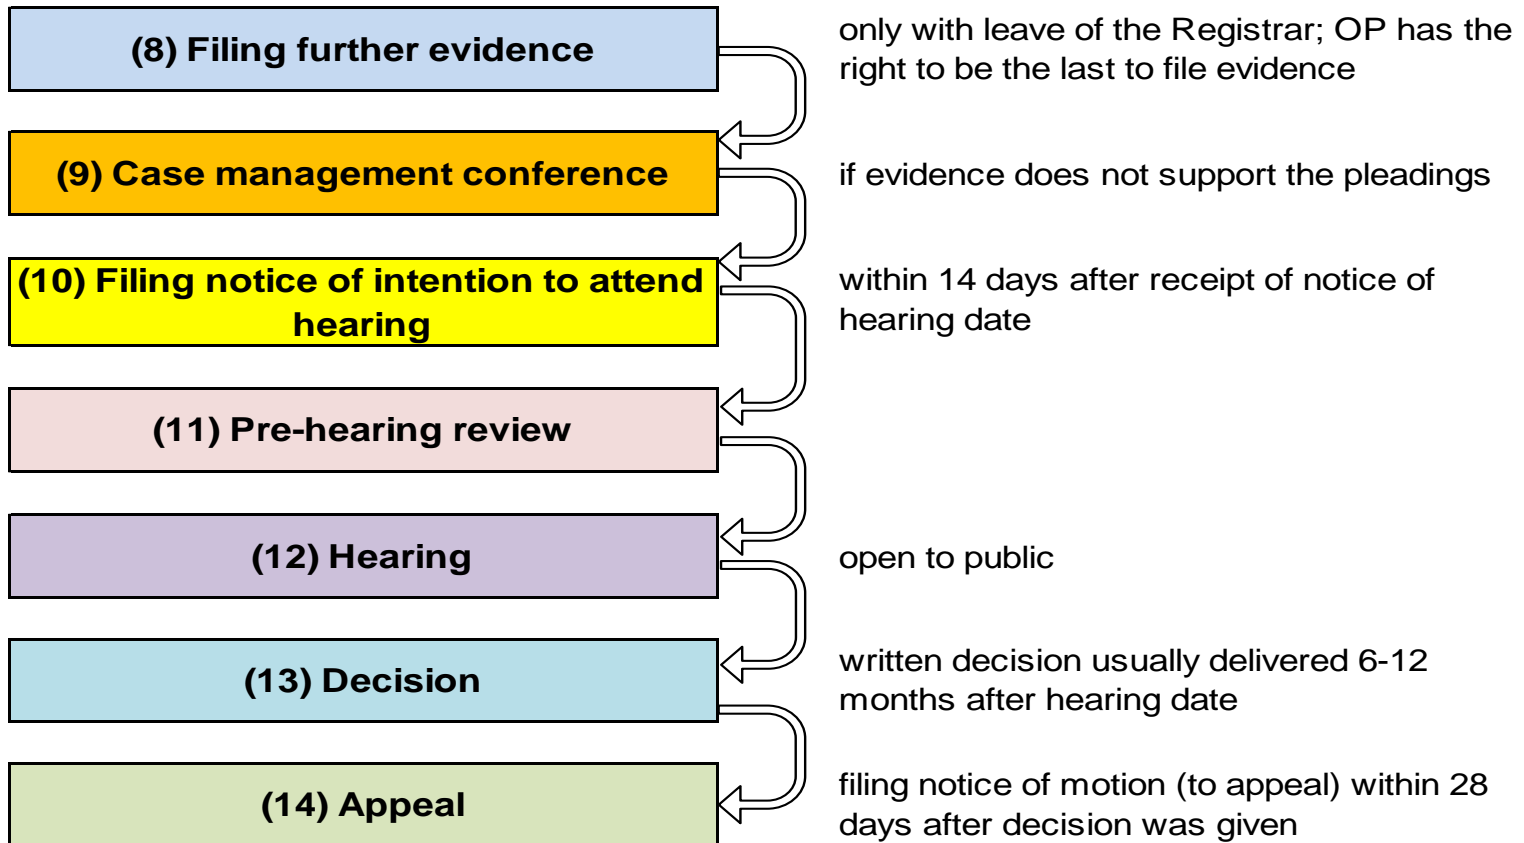 (8) Filing further evidence
only with leave of the Registrar; OP has the
right to be the last to file evidence
(9) Case management conference
if evidence does not support the pleadings
(10) Filing notice of intention to attend
hearing
within 14 days after receipt of notice of
hearing date
(11) Pre-hearing review
(12) Hearing
open to public
(13) Decision
written decision usually delivered 6-12
months after hearing date
(14) Appeal
filing notice of motion (to appeal) within 28
days after decision was given